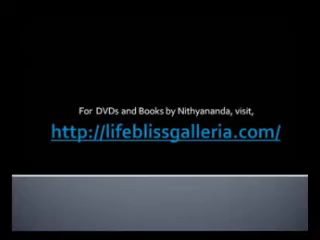 For DVDs and Books by Nithyananda, visit,
http://lifeblissgalleria.com/